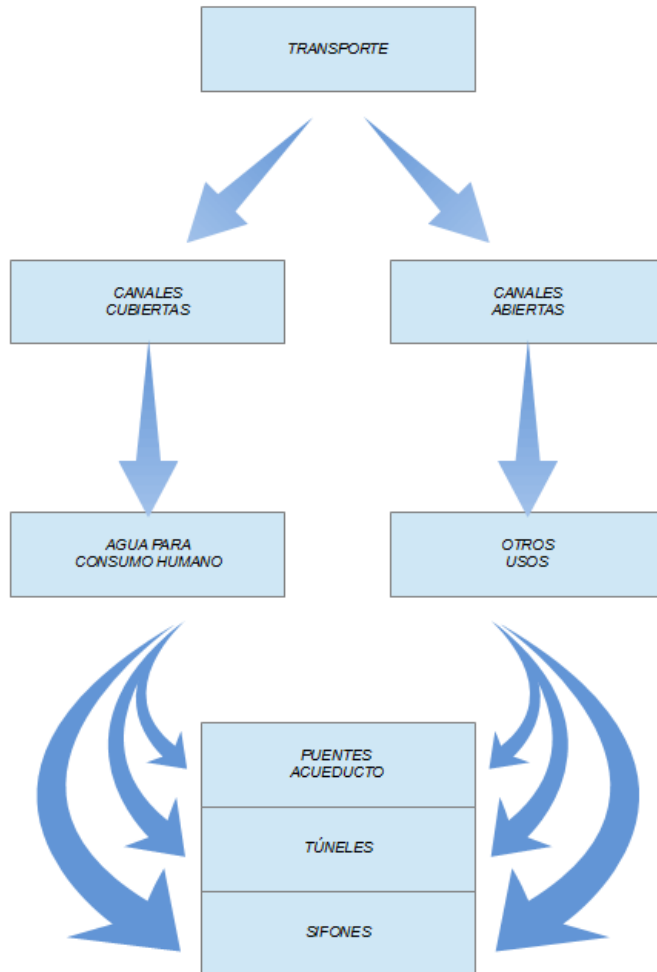 TRANSPORTE
CANALES
CUBIERTAS
CANALES
ABIERTAS
AGUA PARA
CONSUMO HUMANO
OTROS
USOS
PUENTES
ACUEDUCTO
TÚNELES
SIFONES